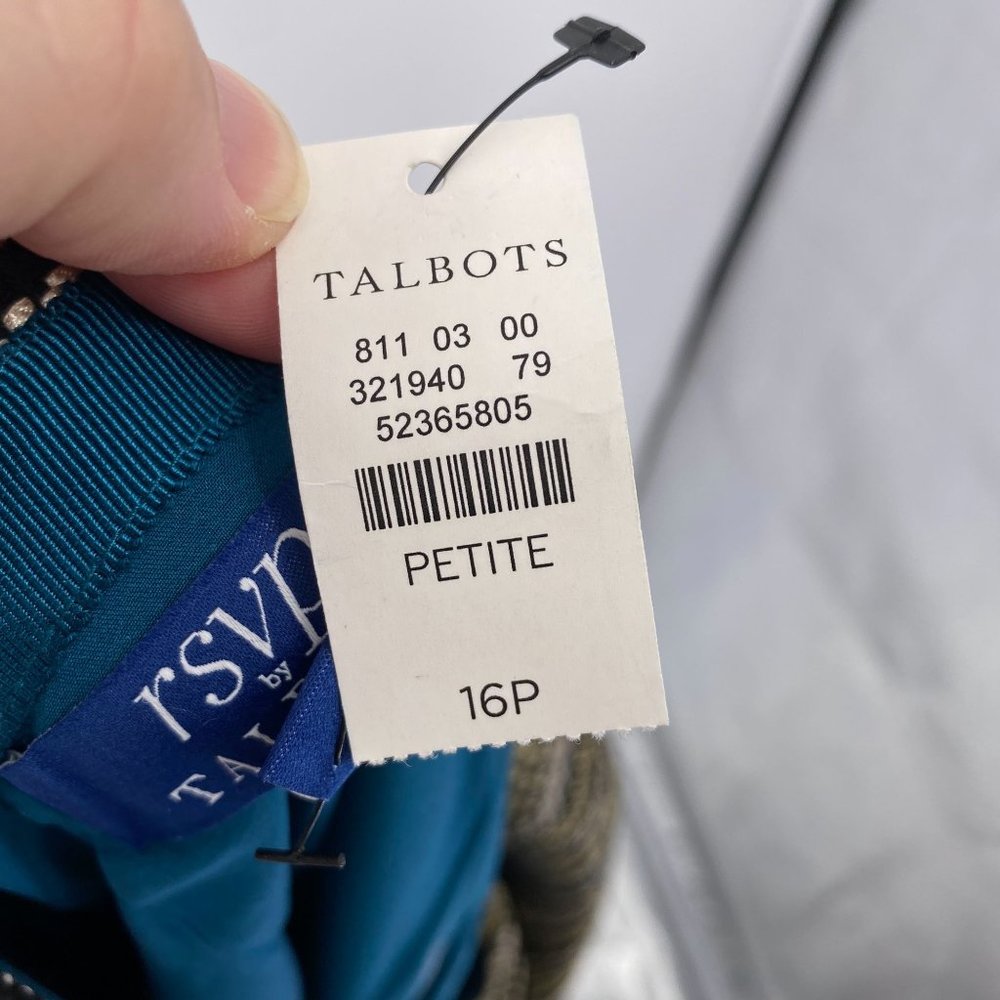 TALBOTS
811 03 00
321940 79
52365805
PETITE
16P
rsvp
by